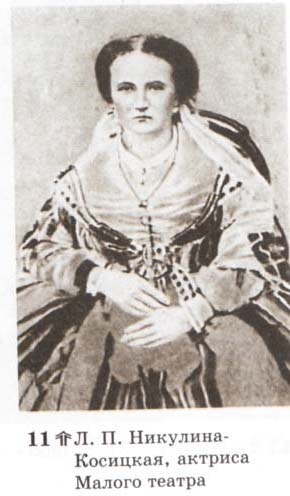 11 ⇑ Л. П. Никулина-
Косицкая, актриса
Малого театра